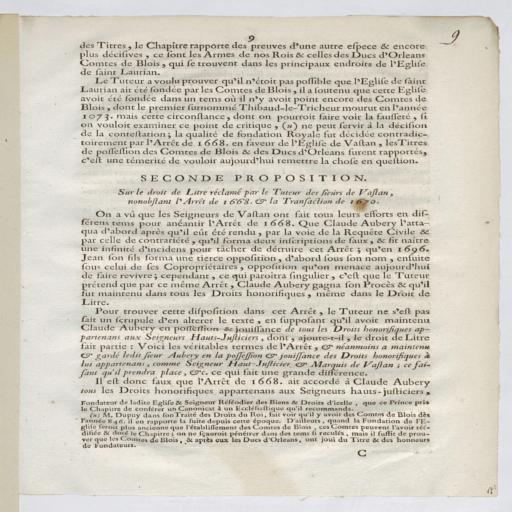 9
9
des Titres, le Chapitre rapporte des preuves d'une autre espece & encore
plus décisives, ce sont les Armes de nos Rois & celles des Ducs d'Orleans
Comtes de Blois, qui se trouvent dans les principaux endroits de l'Eglise
de saint Laurian.
Le Tuteur a voulu prouver qu'il n'étoit pas possible que l'Eglise de saint
Laurian ait été fondée par les Comtes de Blois, il a soutenu que cette Eglise
avoit été fondée dans un tems où il n'y avoit point encore des Comtes de
Blois, dont le premier surnommé Thibaud-le-Tricheur mourut en l'année
1073. mais cette circonstance, dont on pourroit faire voir la fausseté, si
on vouloit examiner ce point de critique, (n) ne peut servir à la décision
de la contestation; la qualité de fondation Royale fut décidée contradic-
toirement par l'Arrêt de 1668. en faveur de l'Eglise de Vastan, les Titres
de possession des Comtes de Blois & des Ducs d'Orleans furent rapportés,
c'est une témerité de vouloir aujourd'hui remettre la chose en question.
SECONDE PROPOSITION.
Sur le droit de Litre réclamé par le Tuteur des sieurs de Vastan,
nonobstant l'Arrêt de 1668. & la Transaction de 1670.
On a vû que les Seigneurs de Vastan ont fait tous leurs efforts en dif-
férens tems pour anéantir l'Arrêt de 1668. Que Claude Aubery l'atta-
qua d'abord après qu'il eût été rendu, par la voie de la Requête Civile &
par celle de contrarieté, qu'il forma deux inscriptions de faux, & fit naître
une infinité d'incidens pour tâcher de détruire cet Arrêt; qu'en 1696.
Jean son fils forma une tierce opposition, d'abord sous son nom, ensuite
sous celui de ses Copropriétaires, opposition qu'on menace aujourd'hui
de faire revivre; cependant, ce qui paroîtra singulier, c'est que le Tuteur
prétend que par ce même Arrêt, Claude Aubery gagna son Procès & qu'il
fut maintenu dans tous les Droits honorifiques, même dans le Droit de
Litre.
Pour trouver cette disposition dans cet Arrêt, le Tuteur ne s'est pas
fait un scrupule d'en alterer le texte, en supposant qu'il avoit maintenu
Claude Aubery en possession & jouissance de tous les Droits honorifiques ap-
partenans aux Seigneurs Hauts-Justiciers, dont, ajoute-t-il, le droit de Litre
fait partie: Voici les véritables termes de l'Arrêt, & néanmoins a maintenu
& gardé ledit sieur Aubery en la possession & jouissance des Droits honorifiques à
lui appartenans, comme Seigneur Haut-Justicier & Marquis de Vastan; ce fai-
sant qu'il prendra place, &c. ce qui fait une grande différence.
Il est donc faux que l'Arrêt de 1668. ait accordé à Claude Aubery
tous les Droits honorifiques appartenans aux Seigneurs hauts-justiciers,
Fondateur de ladite Eglise & Seigneur Réséodier des Biens & Droits d'icelle, que ce Prince pria
le Chapitre de conférer un Canonicat à un Ecclésiastique qu'il recommande.
(n) M. Dupuy dans son Traité des Droits du Roi, fait voir qu'il y avoit des Comtes de Blois dès
l'année 846. il en rapporte la suite depuis cette époque. D'ailleurs, quand la Fondation de l'E-
glise seroit plus ancienne que l'établissement des Comtes de Blois, ces Comtes peuvent l'avoir réé-
difiée & doté le Chapitre; on ne sçauroit pénétrer dans des tems si reculés, mais il suffit de prou-
ver que les Comtes de Blois, & après eux les Ducs d'Orleans, ont joui du Titre & des honneurs
de Fondateurs.
C